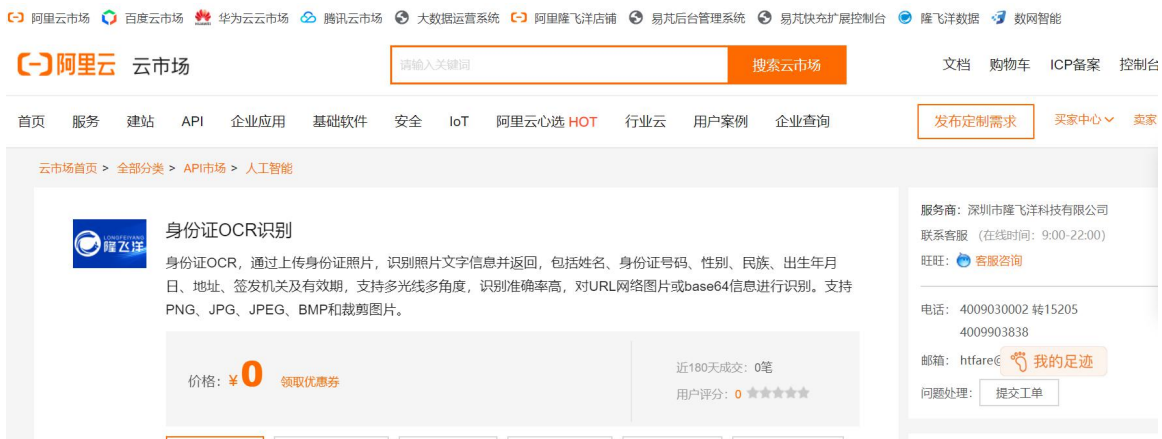 阿里云市场 百度云市场 华为云云市场 腾讯云市场 大数据运营系统 阿里隆飞洋店铺 易芃后台管理系统 易芃快充扩展控制台 隆飞洋数据 数网智能
阿里云 云市场 请输入关键词 搜索云市场 文档 购物车 ICP备案 控制台
首页 服务 建站 API 企业应用 基础软件 安全 IoT 阿里云心选 HOT 行业云 用户案例 企业查询 发布定制需求 买家中心 卖家
云市场首页 > 全部分类 > API市场 > 人工智能
LONGFEIYANG
隆飞洋
身份证OCR识别
身份证OCR，通过上传身份证照片，识别照片文字信息并返回，包括姓名、身份证号码、性别、民族、出生年月
日、地址、签发机关及有效期，支持多光线多角度，识别准确率高，对URL网络图片或base64信息进行识别。支持
PNG、JPG、JPEG、BMP和裁剪图片。
价格：¥0 领取优惠券
近180天成交：0笔
用户评分：0
服务商：深圳市隆飞洋科技有限公司
联系客服 （在线时间：9:00-22:00）
旺旺： 客服咨询
电话： 4009030002 转15205
4009903838
邮箱： htfare@ 我的足迹
问题处理： 提交工单